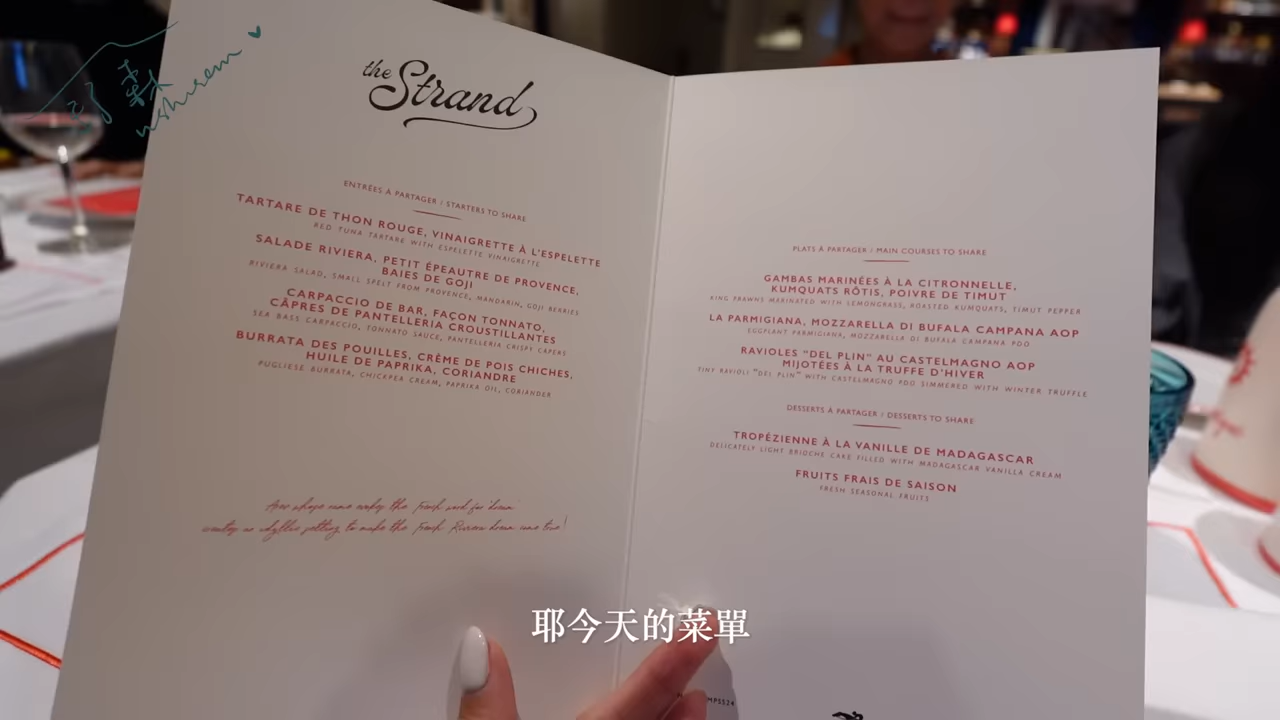 the Strand
ENTRÉES À PARTAGER / STARTERS TO SHARE
TARTARE DE THON ROUGE, VINAIGRETTE À L'ESPELETTE
RED TUNA TARTARE WITH ESPELETTE VINAIGRETTE
SALADE RIVIERA, PETIT ÉPEAUTRE DE PROVENCE,
BAIES DE GOJI
RIVIERA SALAD, SMALL SPELT FROM PROVENCE, MANDARIN, GOJI BERRIES
CARPACCIO DE BAR, FAÇON TONNATO,
CÂPRES DE PANTELLERIA CROUSTILLANTES
SEA BASS CARPACCIO, TONNATO SAUCE, PANTELLERIA CRISPY CAPERS
BURRATA DES POUILLES, CRÈME DE POIS CHICHES,
HUILE DE PAPRIKA, CORIANDRE
PUGLIESE BURRATA, CHICKPEA CREAM, PAPRIKA OIL, CORIANDER
PLATS À PARTAGER / MAIN COURSES TO SHARE
GAMBAS MARINÉES À LA CITRONNELLE,
KUMQUATS RÔTIS, POIVRE DE TIMUT
KING PRAWNS MARINATED WITH LEMONGRASS, ROASTED KUMQUATS, TIMUT PEPPER
LA PARMIGIANA, MOZZARELLA DI BUFALA CAMPANA AOP
EGGPLANT PARMIGIANA, MOZZARELLA DI BUFALA CAMPANA PDO
RAVIOLES "DEL PLIN" AU CASTELMAGNO AOP
MIJOTÉES À LA TRUFFE D'HIVER
TINY RAVIOLI "DEL PLIN" WITH CASTELMAGNO PDO SIMMERED WITH WINTER TRUFFLE
DESSERTS À PARTAGER / DESSERTS TO SHARE
TROPÉZIENNE À LA VANILLE DE MADAGASCAR
DELICATELY LIGHT BRIOCHE CAKE FILLED WITH MADAGASCAR VANILLA CREAM
FRUITS FRAIS DE SAISON
FRESH SEASONAL FRUITS
耶今天的菜單